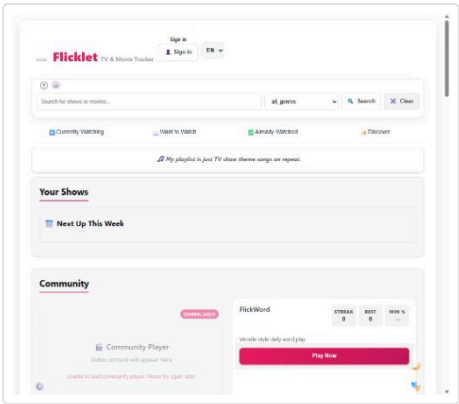 Sign in
Flicklet TV & Movie Tracker
Sign in
EN
Search for shows or movies...
all_genres
Search
Clear
Currently Watching
Want to Watch
Already Watched
Discover
My playlist is just TV show theme songs on repeat.
Your Shows
Next Up This Week
Community
COMING SOON
Community Player
Video content will appear here
Unable to load community player. Please try again later.
FlickWord
STREAK
0
BEST
0
WIN %
Wordle-style daily word play
Play Now